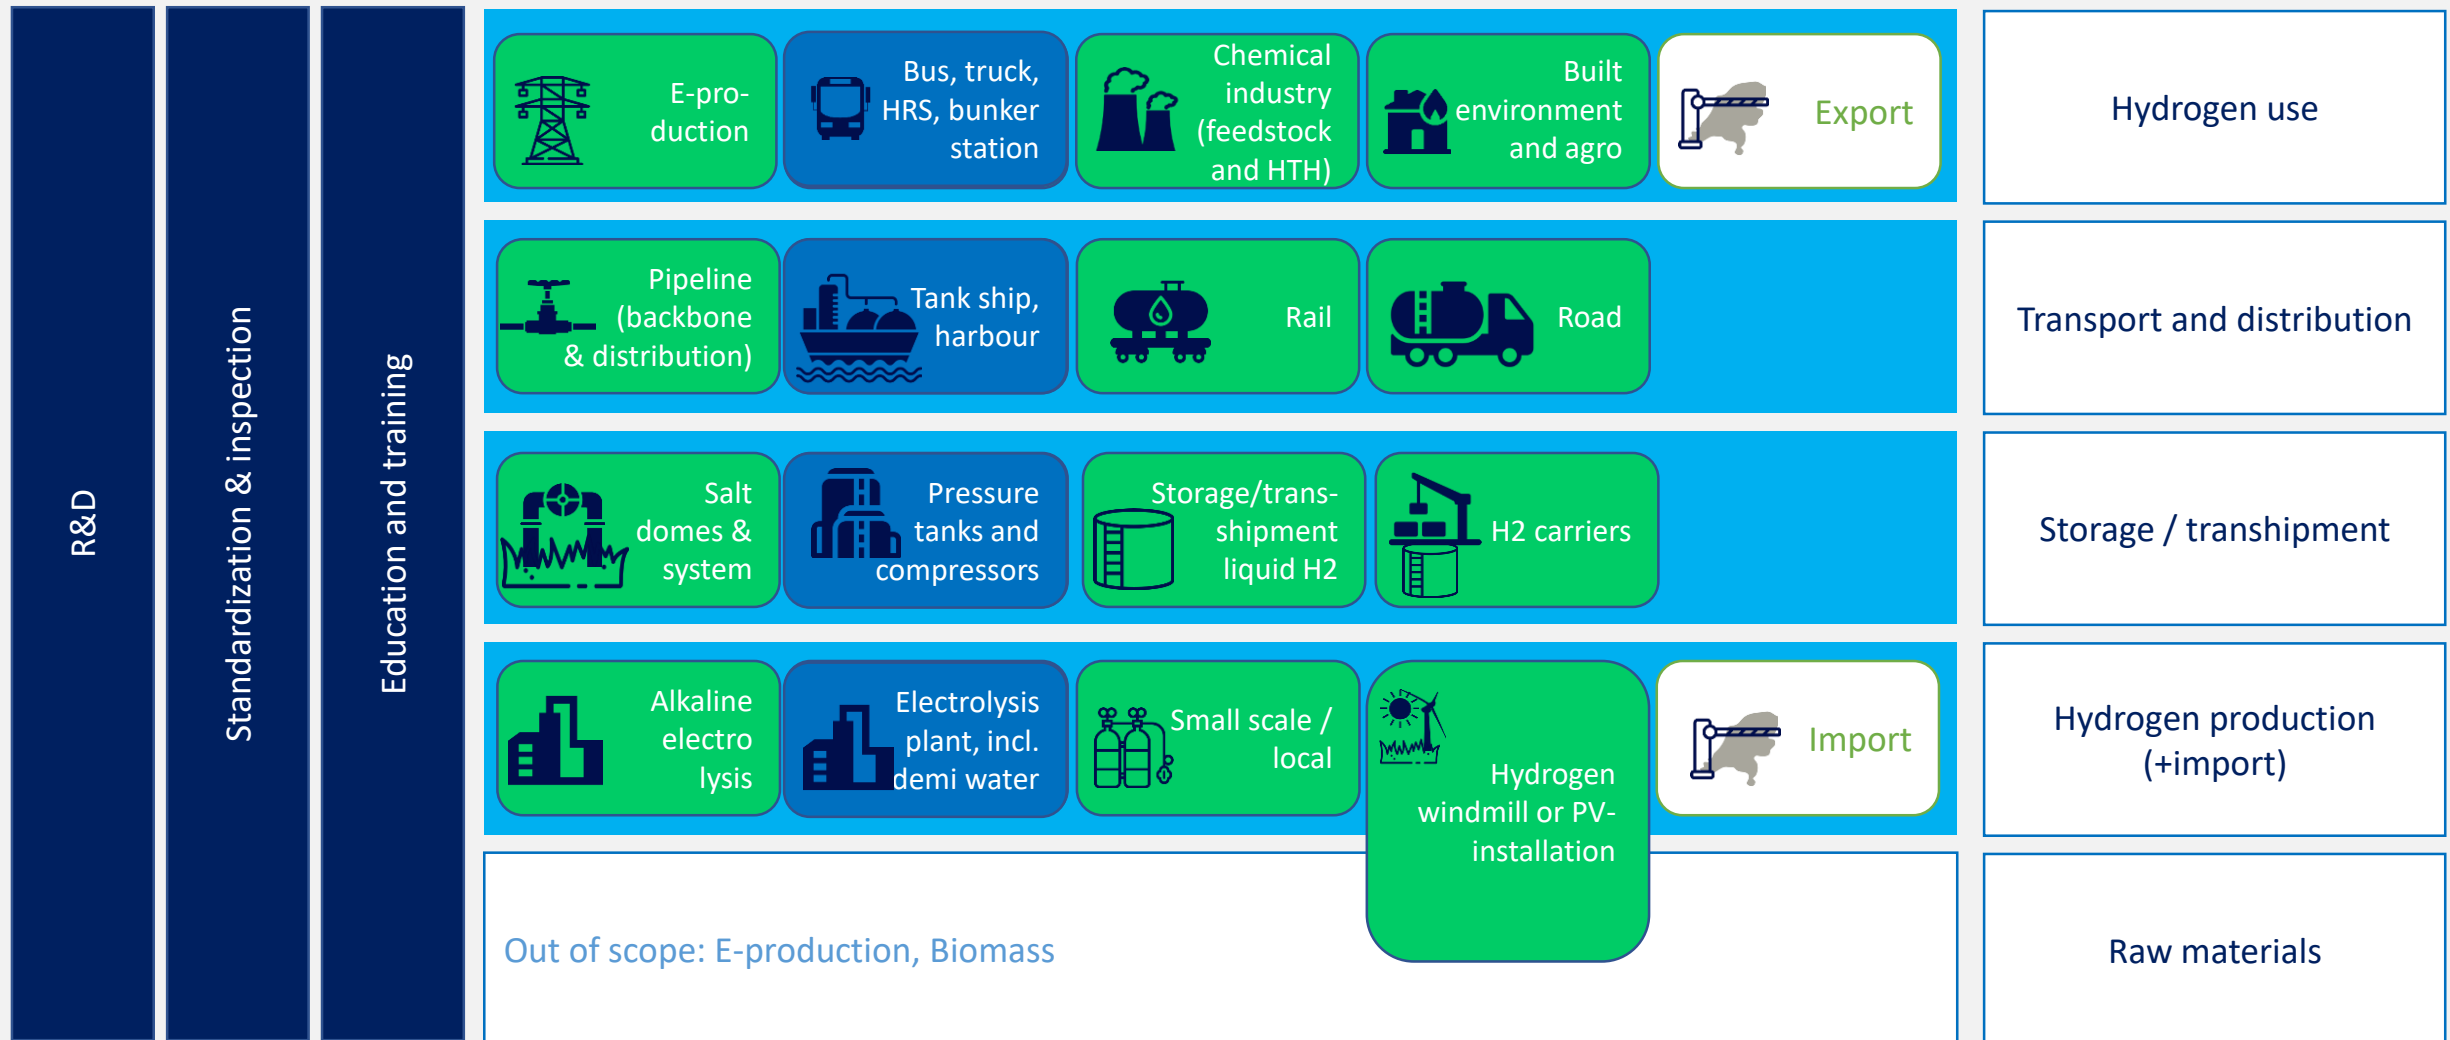 R&D
Standardization & inspection
Education and training
E-pro-
duction
Bus, truck,
HRS, bunker
station
Chemical
industry
(feedstock
and HTH)
Built
environment
and agro
Export
Hydrogen use
Pipeline
(backbone
& distribution)
Tank ship,
harbour
Rail
Road
Transport and distribution
Salt
domes &
system
Pressure
tanks and
compressors
Storage/trans-
shipment
liquid H2
H2 carriers
Storage / transhipment
Alkaline
electro
lysis
Electrolysis
plant, incl.
demi water
Small scale /
local
Hydrogen
windmill or PV-
installation
Import
Hydrogen production
(+import)
Out of scope: E-production, Biomass
Raw materials